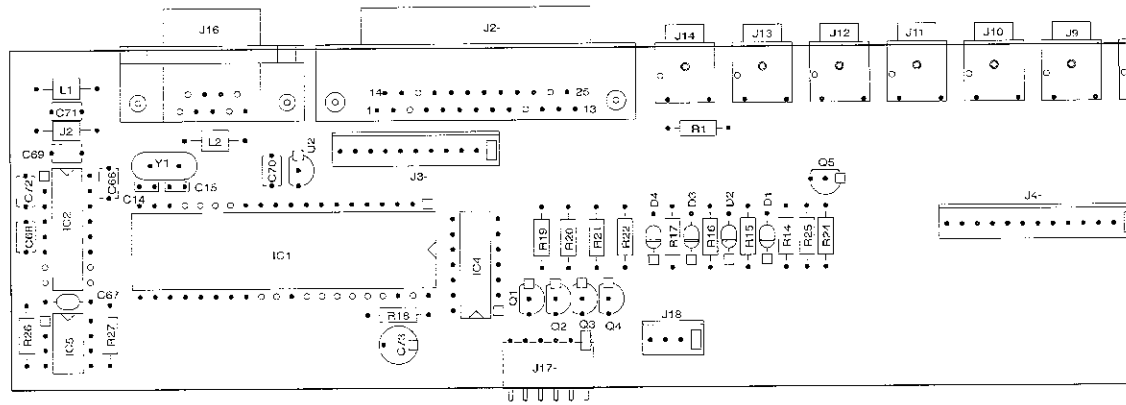 J16
J2-
J14
J13
J12
J11
J10
J9
L1
C71
J2
14
25
1
13
R1
L2
U2
C69
C70
J3-
Y1
C66
C72
C14
C15
Q5
D4
D3
D2
D1
J4-
IC2
C68
IC1
IC4
R19
R20
R21
R22
R17
R16
R15
R14
R25
R24
C67
Q1
Q2
Q3
Q4
R18
C73
J18
R26
IC5
R27
J17-